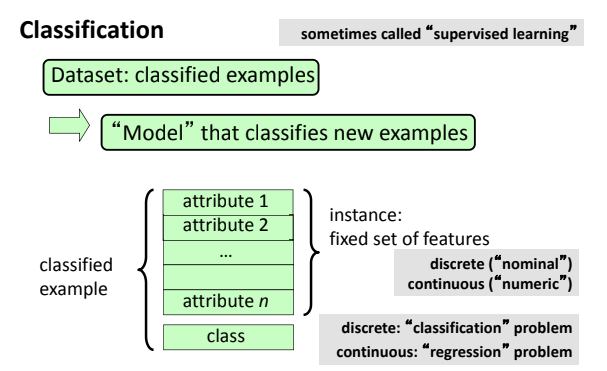 Classification
sometimes called “supervised learning”
Dataset: classified examples
“Model” that classifies new examples
classified
example
attribute 1
attribute 2
...
attribute n
class
instance:
fixed set of features
discrete (“nominal”)
continuous (“numeric”)
discrete: “classification” problem
continuous: “regression” problem